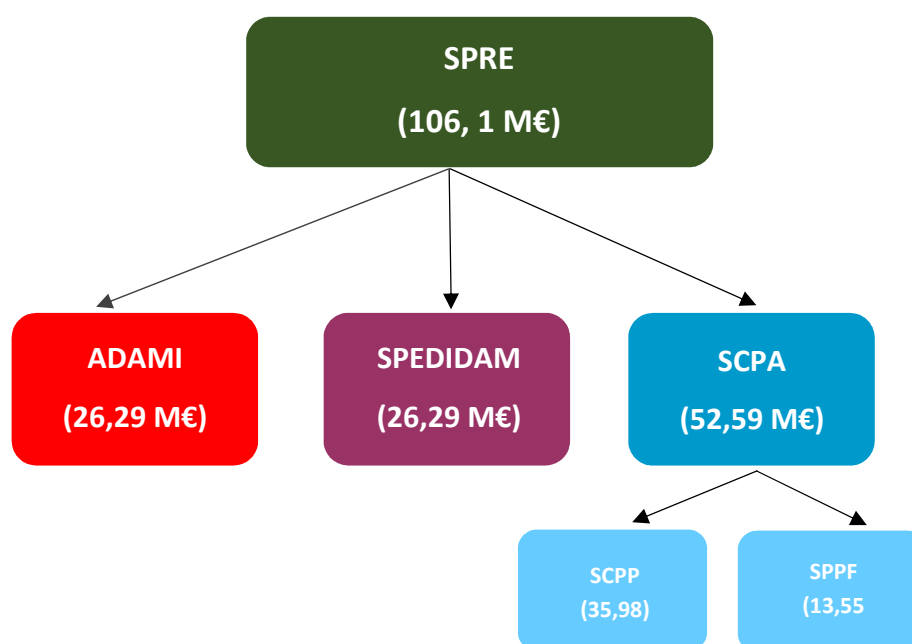 SPRE
(106, 1 M€)
ADAMI
(26,29 M€)
SPEDIDAM
(26,29 M€)
SCPA
(52,59 M€)
SCPP
(35,98)
SPPF
(13,55